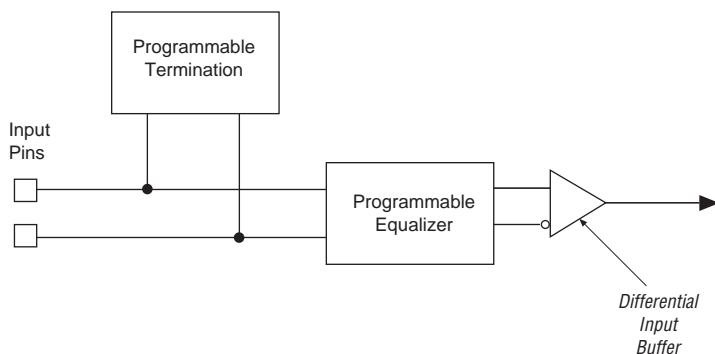 Programmable
Termination
Input
Pins
Programmable
Equalizer
Differential
Input
Buffer